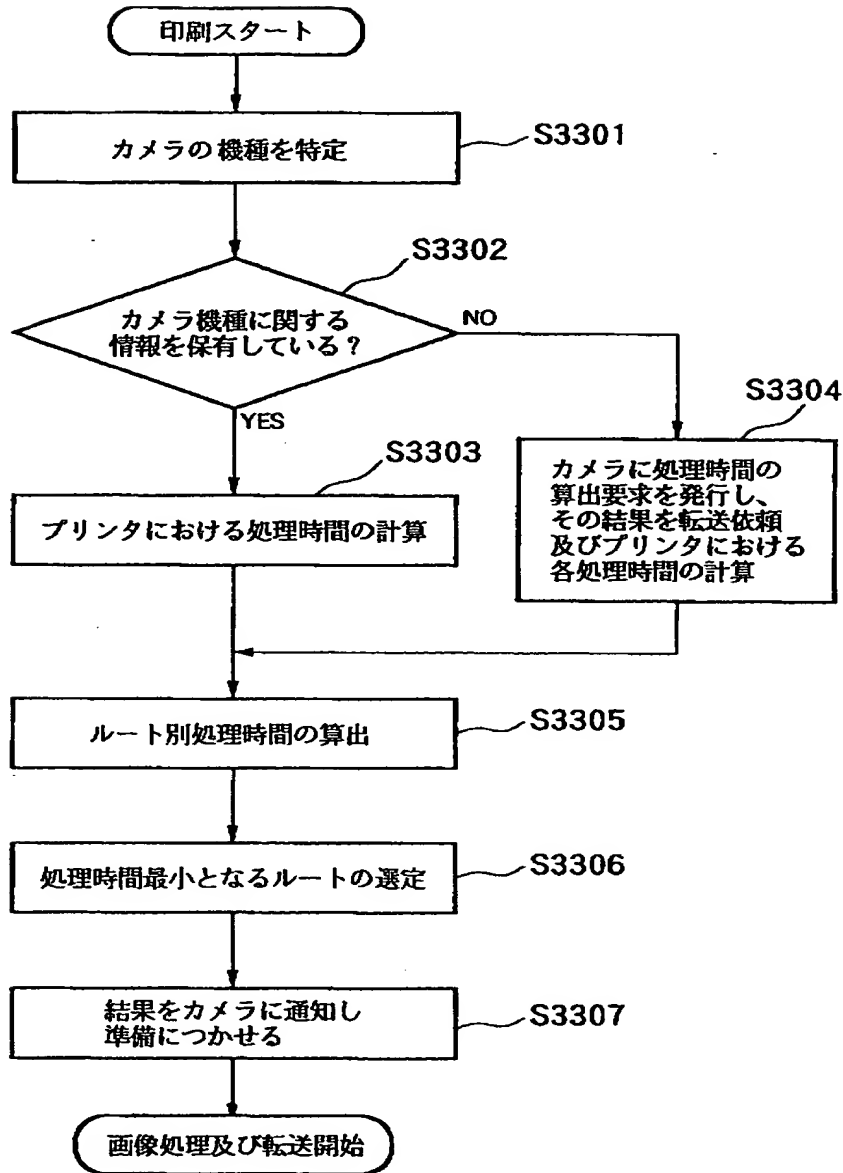 印刷スタート
カメラの機種を特定
S3301
S3302
カメラ機種に関する
情報を保有している？
NO
YES
S3304
カメラに処理時間の
算出要求を発行し、
その結果を転送依頼
及びプリンタにおける
各処理時間の計算
S3303
プリンタにおける処理時間の計算
ルート別処理時間の算出
S3305
処理時間最小となるルートの選定
S3306
結果をカメラに通知し
準備につかせる
S3307
画像処理及び転送開始